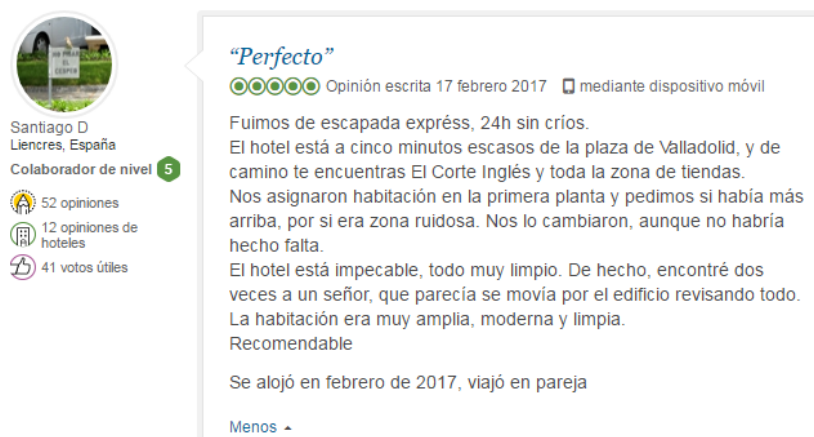 NO PISAR
EL
CESPED
Santiago D
Liencres, España
Colaborador de nivel 5
52 opiniones
12 opiniones de
hoteles
41 votos útiles
“Perfecto”
Opinión escrita 17 febrero 2017 mediante dispositivo móvil
Fuimos de escapada expréss, 24h sin críos.
El hotel está a cinco minutos escasos de la plaza de Valladolid, y de
camino te encuentras El Corte Inglés y toda la zona de tiendas.
Nos asignaron habitación en la primera planta y pedimos si había más
arriba, por si era zona ruidosa. Nos lo cambiaron, aunque no habría
hecho falta.
El hotel está impecable, todo muy limpio. De hecho, encontré dos
veces a un señor, que parecía se movía por el edificio revisando todo.
La habitación era muy amplia, moderna y limpia.
Recomendable
Se alojó en febrero de 2017, viajó en pareja
Menos